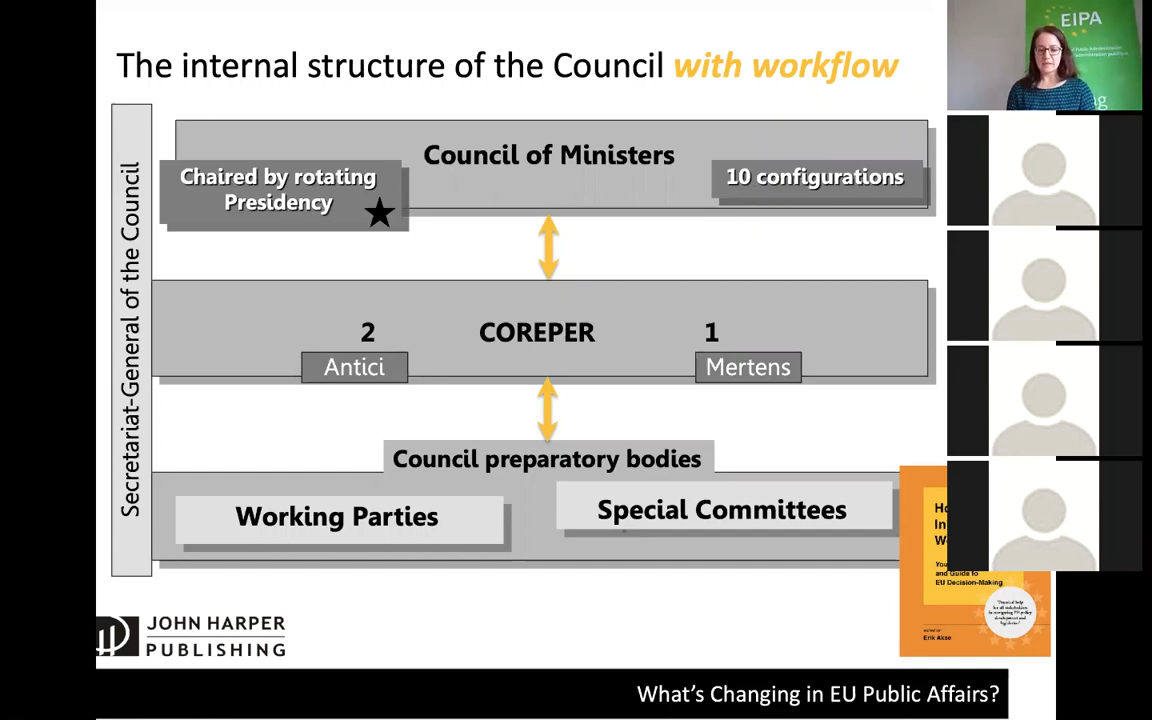 The internal structure of the Council with workflow
EIPA
Secretariat-General of the Council
Council of Ministers
Chaired by rotating
Presidency
10 configurations
2
COREPER
1
Antici
Mertens
Council preparatory bodies
Working Parties
Special Committees
and Guide to
EU Decision-Making
Erik Akse
JOHN HARPER
PUBLISHING
What's Changing in EU Public Affairs?